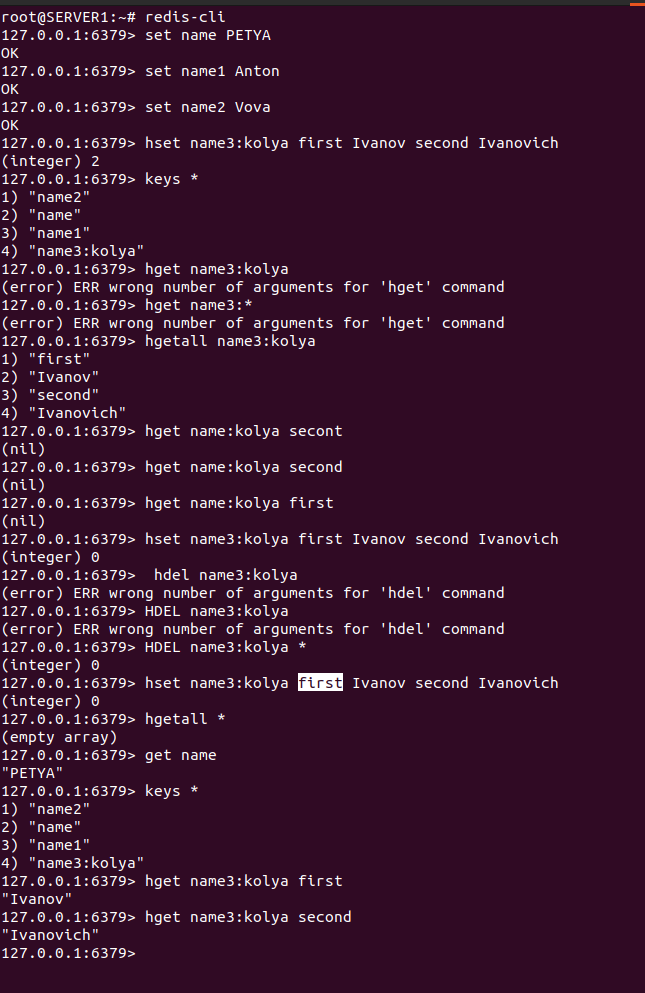 root@SERVER1:~# redis-cli
127.0.0.1:6379> set name PETYA
OK
127.0.0.1:6379> set name1 Anton
OK
127.0.0.1:6379> set name2 Vova
OK
127.0.0.1:6379> hset name3:kolya first Ivanov second Ivanovich
(integer) 2
127.0.0.1:6379> keys *
1) "name2"
2) "name"
3) "name1"
4) "name3:kolya"
127.0.0.1:6379> hget name3:kolya
(error) ERR wrong number of arguments for 'hget' command
127.0.0.1:6379> hget name3:*
(error) ERR wrong number of arguments for 'hget' command
127.0.0.1:6379> hgetall name3:kolya
1) "first"
2) "Ivanov"
3) "second"
4) "Ivanovich"
127.0.0.1:6379> hget name:kolya secont
(nil)
127.0.0.1:6379> hget name:kolya second
(nil)
127.0.0.1:6379> hget name:kolya first
(nil)
127.0.0.1:6379> hset name3:kolya first Ivanov second Ivanovich
(integer) 0
127.0.0.1:6379>  hdel name3:kolya
(error) ERR wrong number of arguments for 'hdel' command
127.0.0.1:6379> HDEL name3:kolya
(error) ERR wrong number of arguments for 'hdel' command
127.0.0.1:6379> HDEL name3:kolya *
(integer) 0
127.0.0.1:6379> hset name3:kolya first Ivanov second Ivanovich
(integer) 0
127.0.0.1:6379> hgetall *
(empty array)
127.0.0.1:6379> get name
"PETYA"
127.0.0.1:6379> keys *
1) "name2"
2) "name"
3) "name1"
4) "name3:kolya"
127.0.0.1:6379> hget name3:kolya first
"Ivanov"
127.0.0.1:6379> hget name3:kolya second
"Ivanovich"
127.0.0.1:6379>